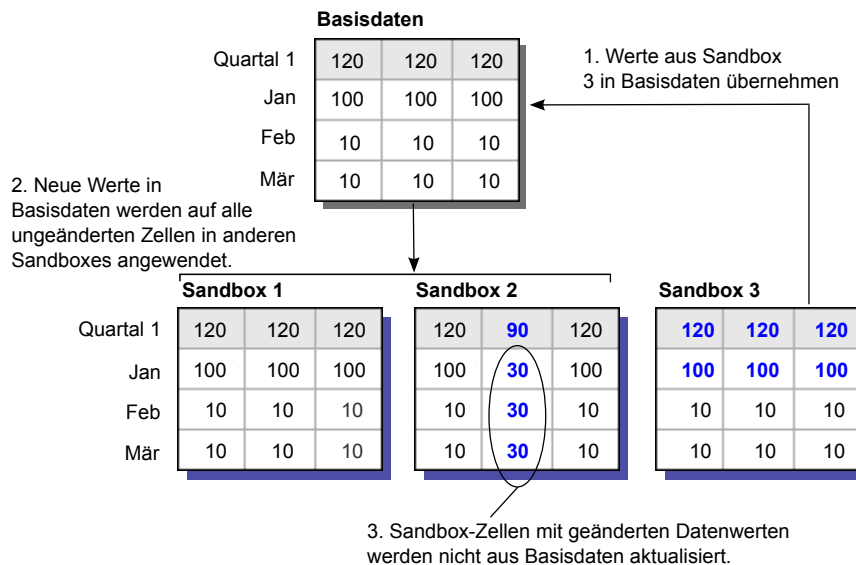 Basisdaten
Quartal 1 120 120 120
Jan 100 100 100
Feb 10 10 10
Mär 10 10 10
1. Werte aus Sandbox
3 in Basisdaten übernehmen
2. Neue Werte in
Basisdaten werden auf alle
ungeänderten Zellen in anderen
Sandboxes angewendet.
Sandbox 1 Sandbox 2 Sandbox 3
Quartal 1 120 120 120 120 90 120 120 120 120
Jan 100 100 100 100 30 100 100 100 100
Feb 10 10 10 10 30 10 10 10 10
Mär 10 10 10 10 30 10 10 10 10
3. Sandbox-Zellen mit geänderten Datenwerten
werden nicht aus Basisdaten aktualisiert.